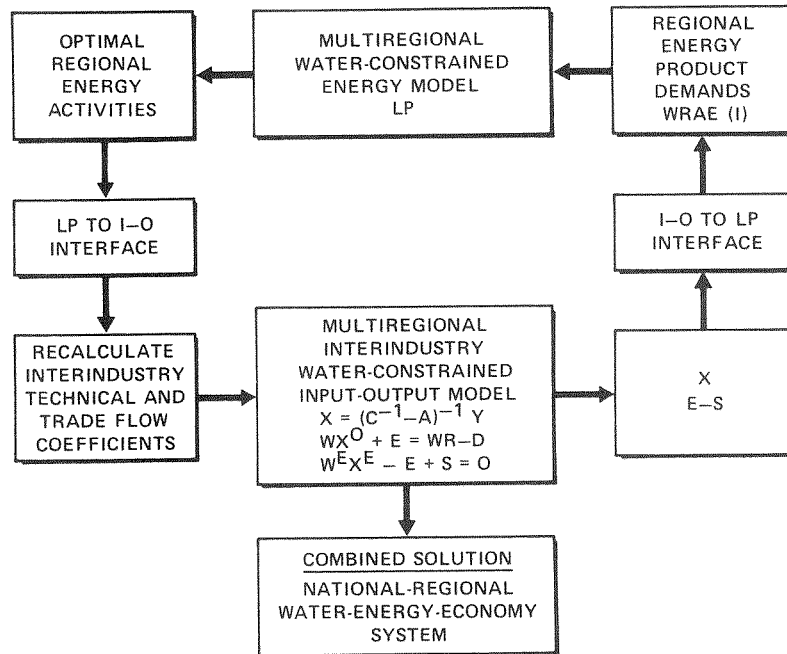 OPTIMAL
REGIONAL
ENERGY
ACTIVITIES
MULTIREGIONAL
WATER-CONSTRAINED
ENERGY MODEL
LP
REGIONAL
ENERGY
PRODUCT
DEMANDS
WRAE (I)
LP TO I–O
INTERFACE
I–O TO LP
INTERFACE
RECALCULATE
INTERINDUSTRY
TECHNICAL AND
TRADE FLOW
COEFFICIENTS
MULTIREGIONAL
INTERINDUSTRY
WATER-CONSTRAINED
INPUT-OUTPUT MODEL
X = (C⁻¹–A)⁻¹ Y
WX^O + E = WR–D
W^E X^E – E + S = O
X
E–S
COMBINED SOLUTION
NATIONAL-REGIONAL
WATER-ENERGY-ECONOMY
SYSTEM